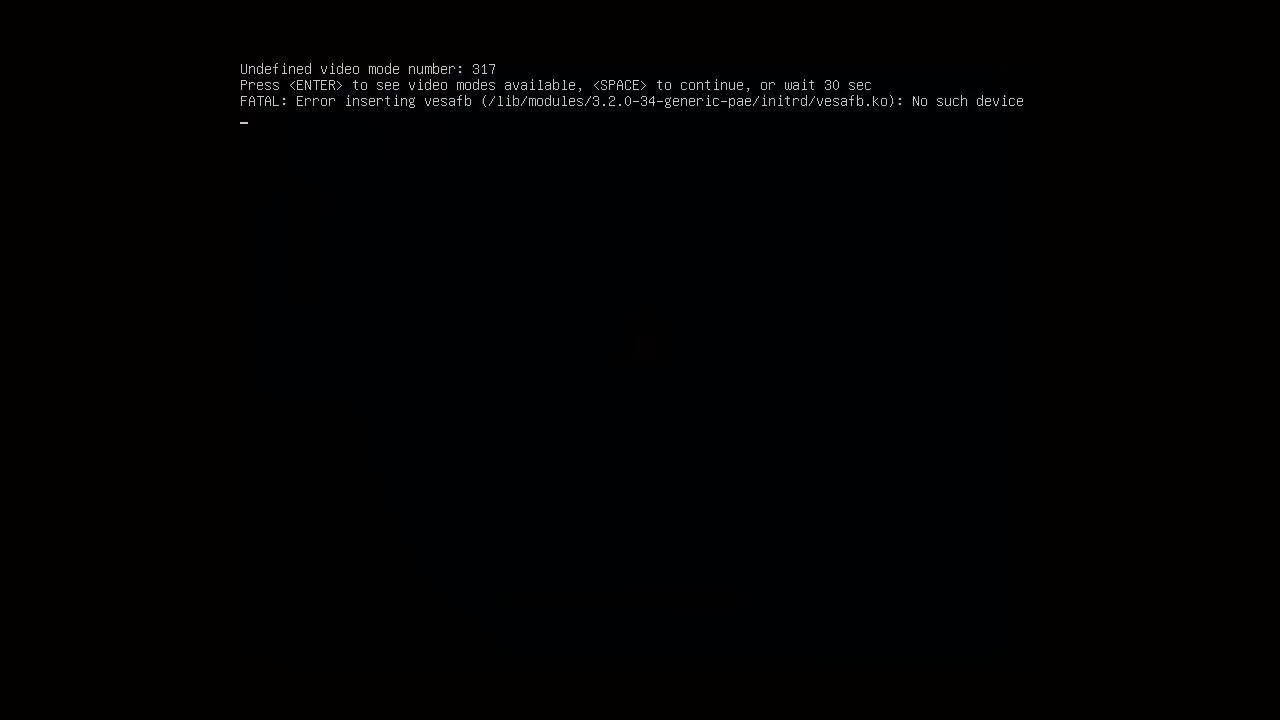 Undefined video mode number: 317
Press <ENTER> to see video modes available, <SPACE> to continue, or wait 30 sec
FATAL: Error inserting vesafb (/lib/modules/3.2.0-34-generic-pae/initrd/vesafb.ko): No such device